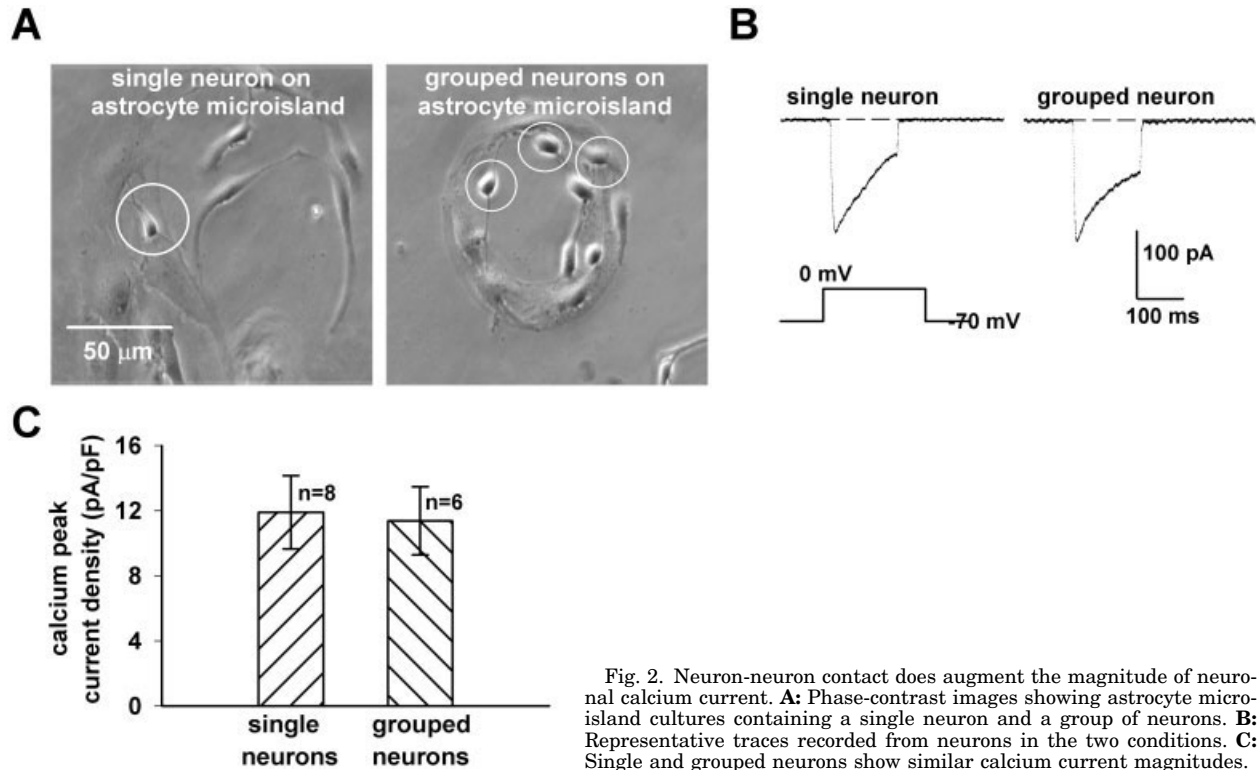 A
single neuron on
astrocyte microisland
50 μm
grouped neurons on
astrocyte microisland
B
single neuron
grouped neuron
0 mV
-70 mV
100 pA
100 ms
C
calcium peak
current density (pA/pF)
16
12
8
4
0
n=8
n=6
single
neurons
grouped
neurons
Fig. 2. Neuron-neuron contact does augment the magnitude of neuro-
nal calcium current. A: Phase-contrast images showing astrocyte micro-
island cultures containing a single neuron and a group of neurons. B:
Representative traces recorded from neurons in the two conditions. C:
Single and grouped neurons show similar calcium current magnitudes.